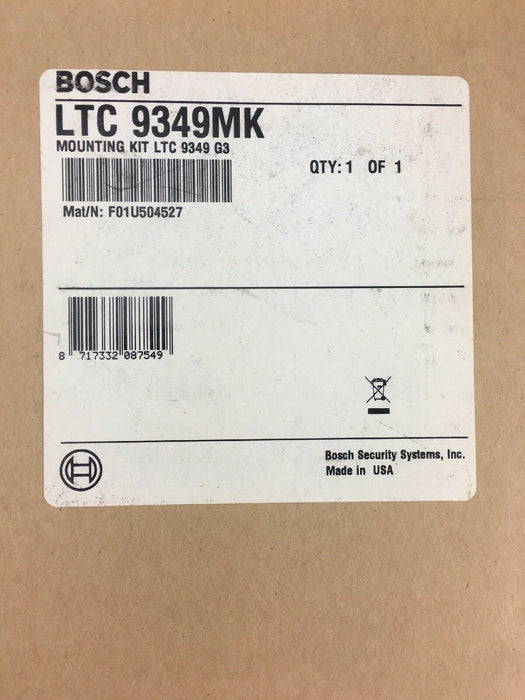 BOSCH
LTC 9349MK
MOUNTING KIT LTC 9349 G3
QTY: 1 OF 1
Mat/N: F01U504527
8 717332 087549
Bosch Security Systems, Inc.
Made in USA